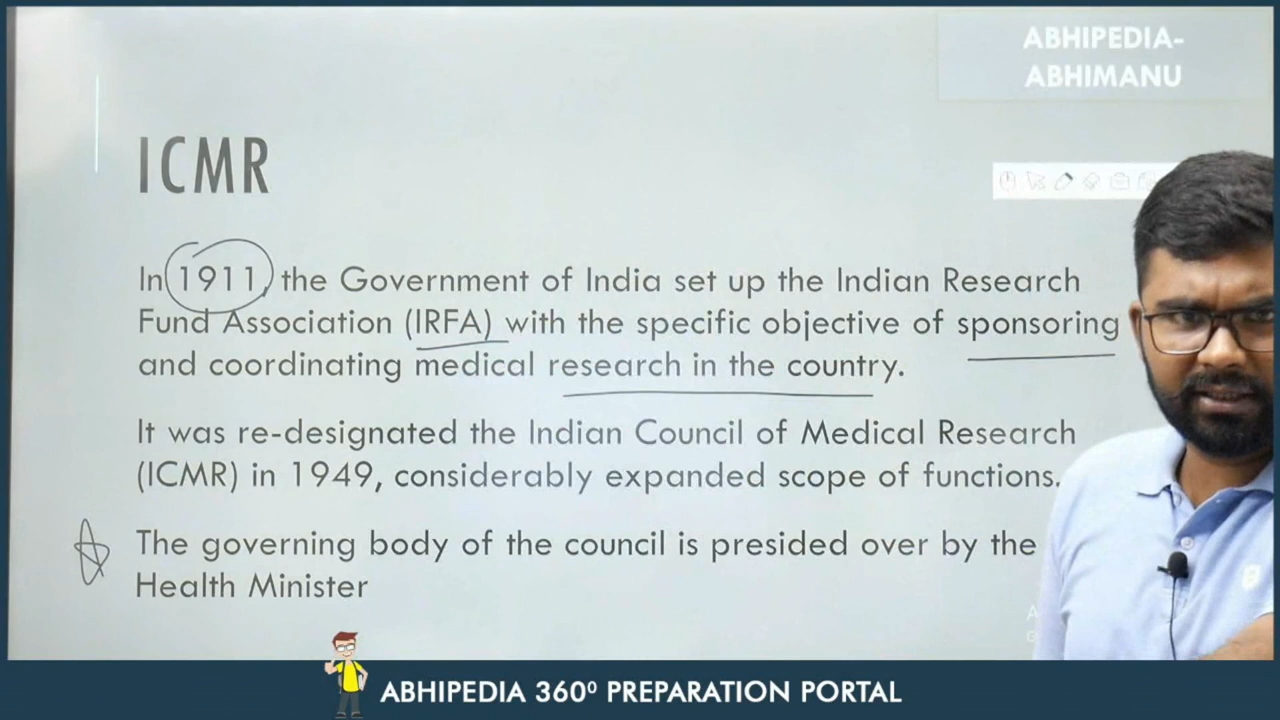 ABHIPEDIA-
ABHIMANU
ICMR
In 1911, the Government of India set up the Indian Research
Fund Association (IRFA) with the specific objective of sponsoring
and coordinating medical research in the country.
It was re-designated the Indian Council of Medical Research
(ICMR) in 1949, considerably expanded scope of functions.
The governing body of the council is presided over by the
Health Minister
ABHIPEDIA 360⁰ PREPARATION PORTAL